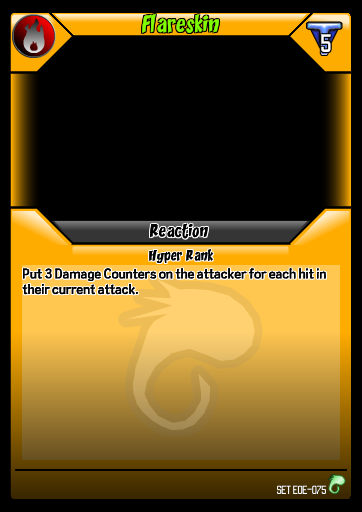 Flareskin
5
Reaction
Hyper Rank
Put 3 Damage Counters on the attacker for each hit in
their current attack.
SET EOE-075